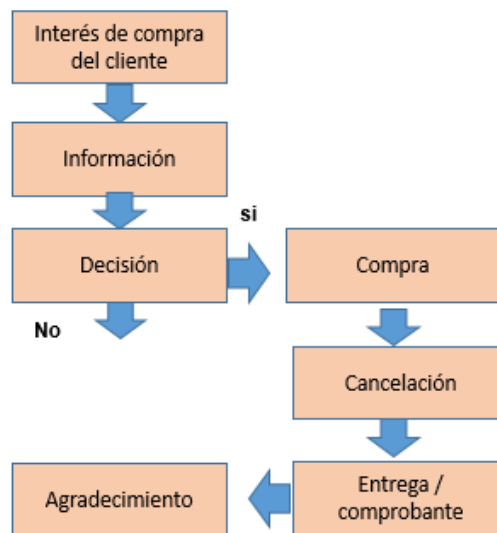 Interés de compra
del cliente
Información
si
Decisión
Compra
No
Cancelación
Entrega /
comprobante
Agradecimiento